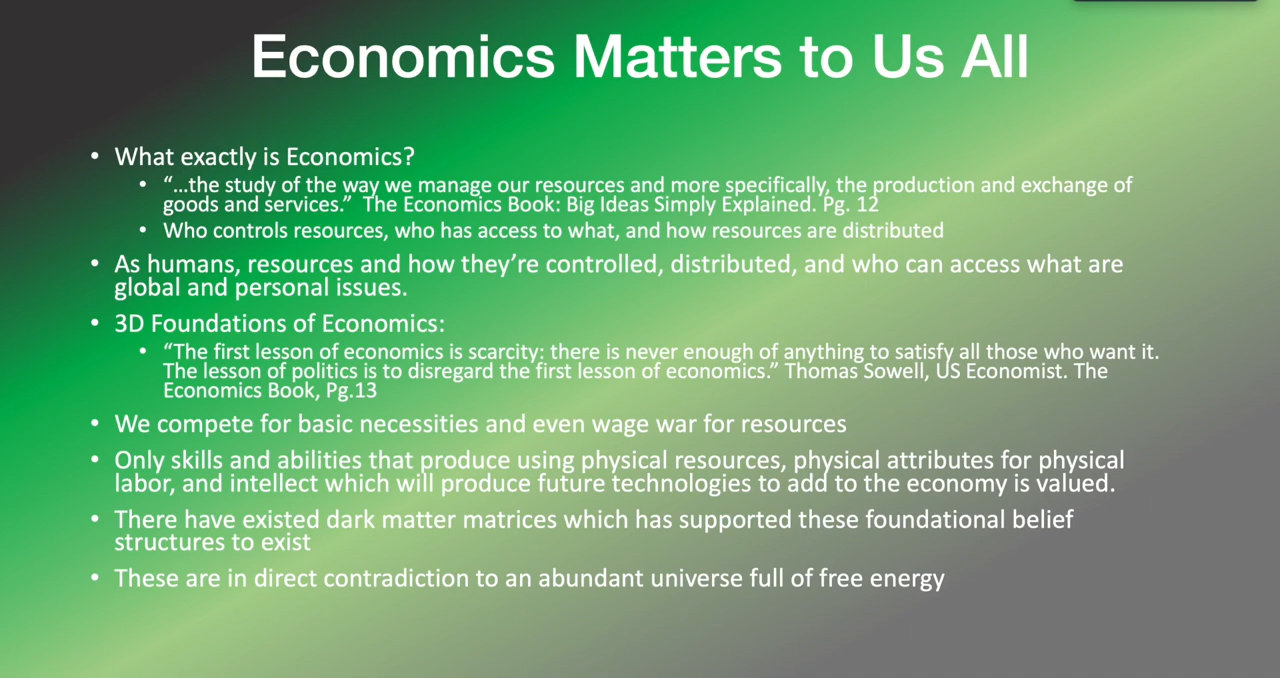 Economics Matters to Us All
• What exactly is Economics?
• “...the study of the way we manage our resources and more specifically, the production and exchange of
goods and services.”  The Economics Book: Big Ideas Simply Explained. Pg. 12
• Who controls resources, who has access to what, and how resources are distributed
• As humans, resources and how they’re controlled, distributed, and who can access what are
global and personal issues.
• 3D Foundations of Economics:
• “The first lesson of economics is scarcity: there is never enough of anything to satisfy all those who want it.
The lesson of politics is to disregard the first lesson of economics.” Thomas Sowell, US Economist. The
Economics Book, Pg.13
• We compete for basic necessities and even wage war for resources
• Only skills and abilities that produce using physical resources, physical attributes for physical
labor, and intellect which will produce future technologies to add to the economy is valued.
• There have existed dark matter matrices which has supported these foundational belief
structures to exist
• These are in direct contradiction to an abundant universe full of free energy